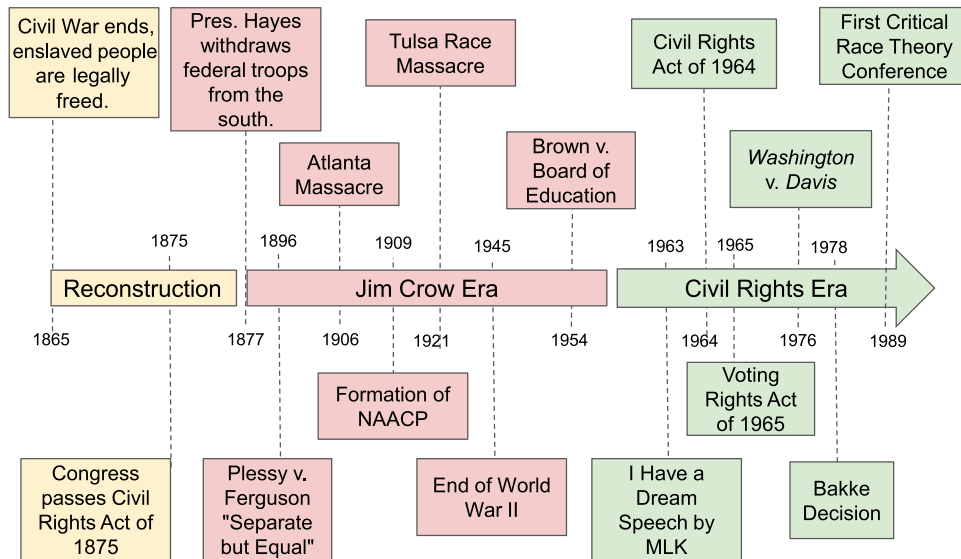 Civil War ends,
enslaved people
are legally
freed.
Pres. Hayes
withdraws
federal troops
from the
south.
Tulsa Race
Massacre
Civil Rights
Act of 1964
First Critical
Race Theory
Conference
Atlanta
Massacre
Brown v.
Board of
Education
Washington
v. Davis
1875
1896
1909
1945
1963
1965
1978
Reconstruction
Jim Crow Era
Civil Rights Era
1865
1877
1906
1921
1954
1964
1976
1989
Formation of
NAACP
Voting
Rights Act
of 1965
Congress
passes Civil
Rights Act of
1875
Plessy v.
Ferguson
"Separate
but Equal"
End of World
War II
I Have a
Dream
Speech by
MLK
Bakke
Decision